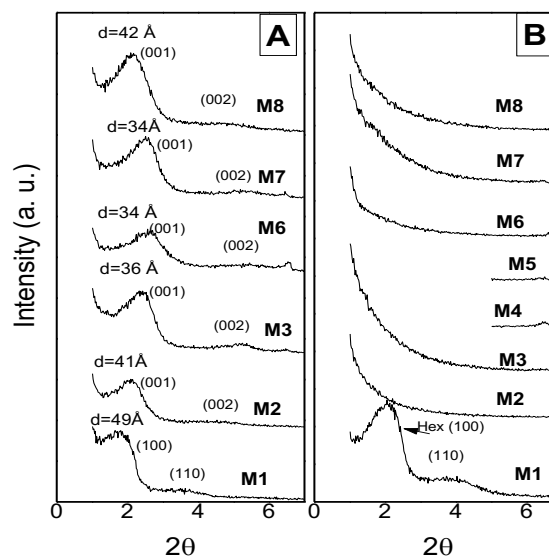 A
d=42 Å
(001)
(002)
M8
d=34Å
(001)
(002)
M7
d=34 Å
(001)
(002)
M6
d=36 Å
(001)
(002)
M3
d=41Å
(001)
(002)
M2
d=49Å
(100)
(110)
M1
0 2 4 6
2θ
Intensity (a. u.)
B
M8
M7
M6
M5
M4
M3
M2
Hex (100)
(110)
M1
0 2 4 6
2θ